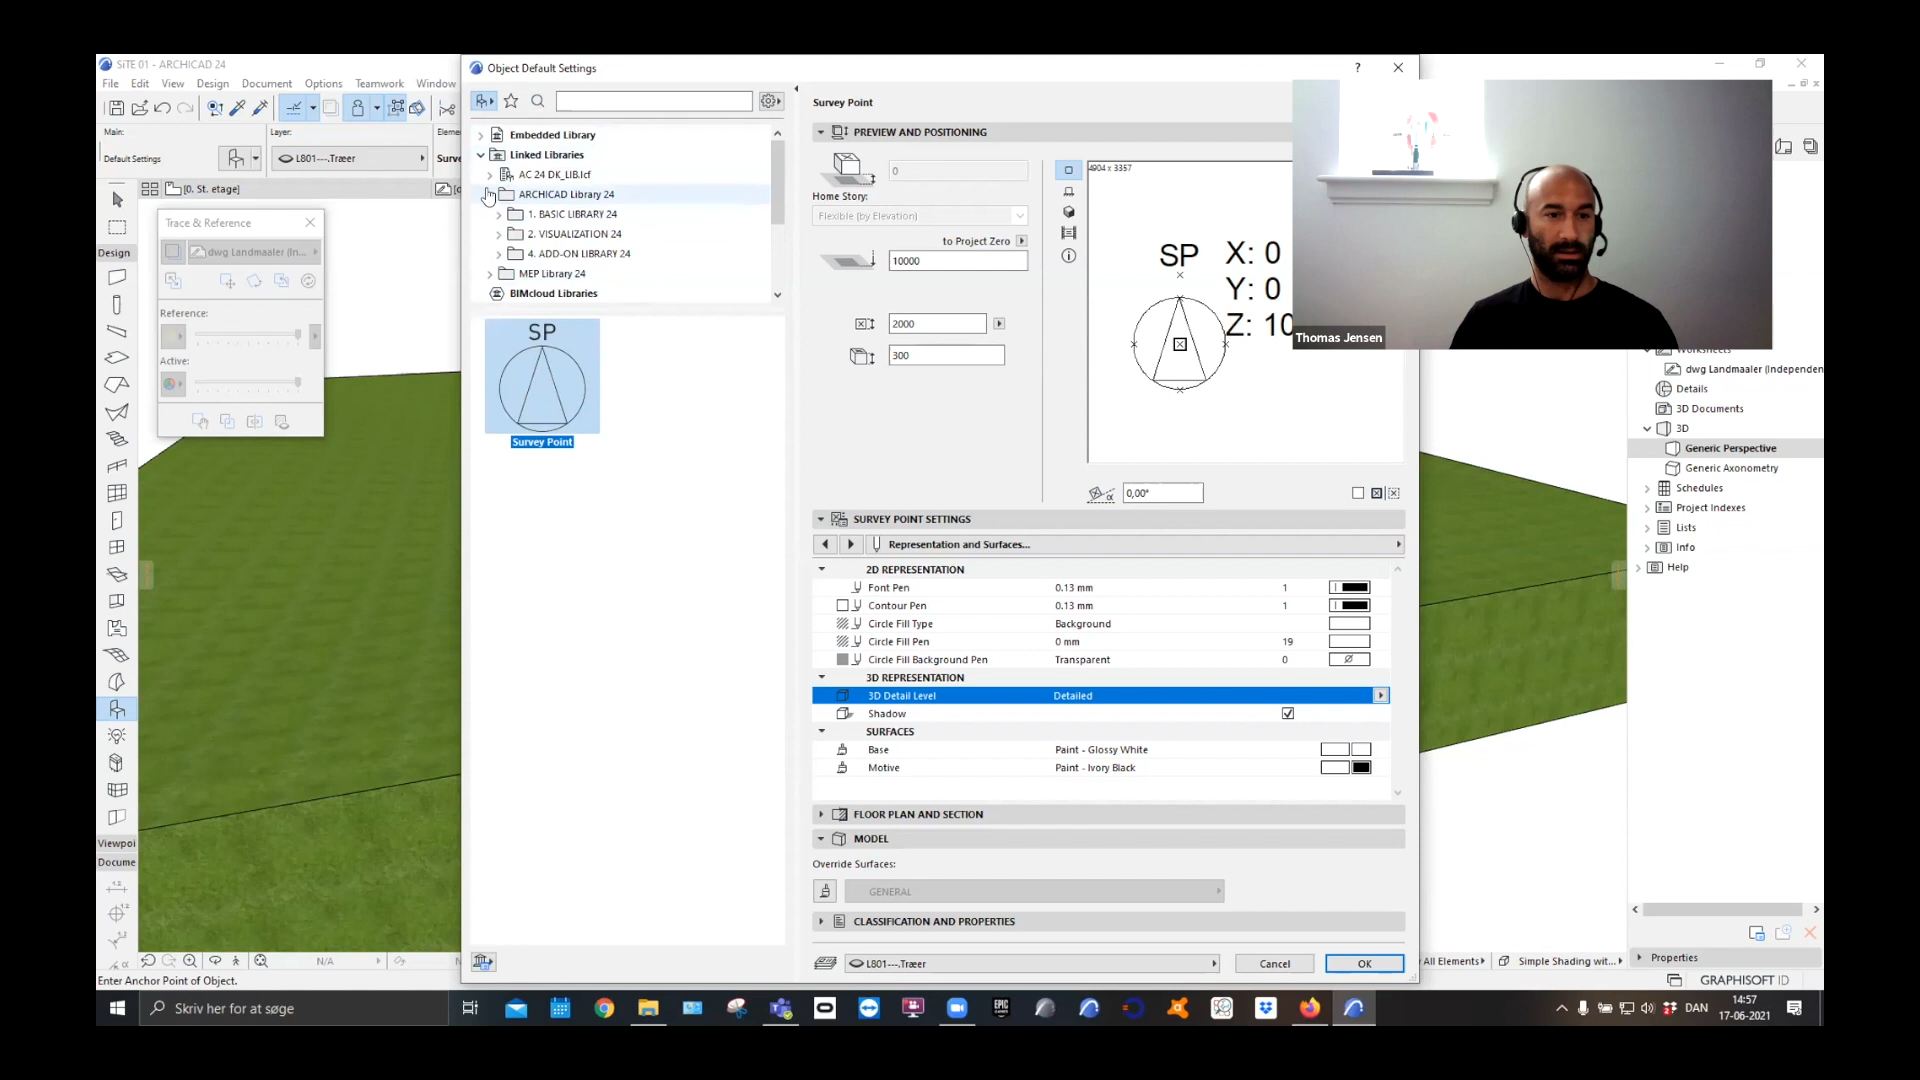 SiTE 01 - ARCHICAD 24
File Edit View Design Document Options Teamwork Window
Main:
Layer:
Default Settings
L801---.Træer
[0. St. etage]
Trace & Reference
dwg Landmaaler (In...
Reference:
Active:
Design
Viewpoi
Docume
N/A
Enter Anchor Point of Object.
Object Default Settings
?
Embedded Library
Linked Libraries
AC 24 DK_LIB.lcf
ARCHICAD Library 24
1. BASIC LIBRARY 24
2. VISUALIZATION 24
4. ADD-ON LIBRARY 24
MEP Library 24
BIMcloud Libraries
SP
Survey Point
Survey Point
PREVIEW AND POSITIONING
0
Home Story:
Flexible (by Elevation)
to Project Zero
10000
2000
300
4904 x 3357
SP
X: 0
Y: 0
Z: 10
0,00°
SURVEY POINT SETTINGS
Representation and Surfaces...
2D REPRESENTATION
Font Pen 0.13 mm 1
Contour Pen 0.13 mm 1
Circle Fill Type Background
Circle Fill Pen 0 mm 19
Circle Fill Background Pen Transparent 0
3D REPRESENTATION
3D Detail Level Detailed
Shadow
SURFACES
Base Paint - Glossy White
Motive Paint - Ivory Black
FLOOR PLAN AND SECTION
MODEL
Override Surfaces:
GENERAL
CLASSIFICATION AND PROPERTIES
L801---.Træer
Cancel
OK
Thomas Jensen
dwg Landmaaler (Independen
Details
3D Documents
3D
Generic Perspective
Generic Axonometry
Schedules
Project Indexes
Lists
Info
Help
Properties
All Elements
Simple Shading wit...
GRAPHISOFT ID
Skriv her for at søge
EPIC
DAN
14:57
17-06-2021